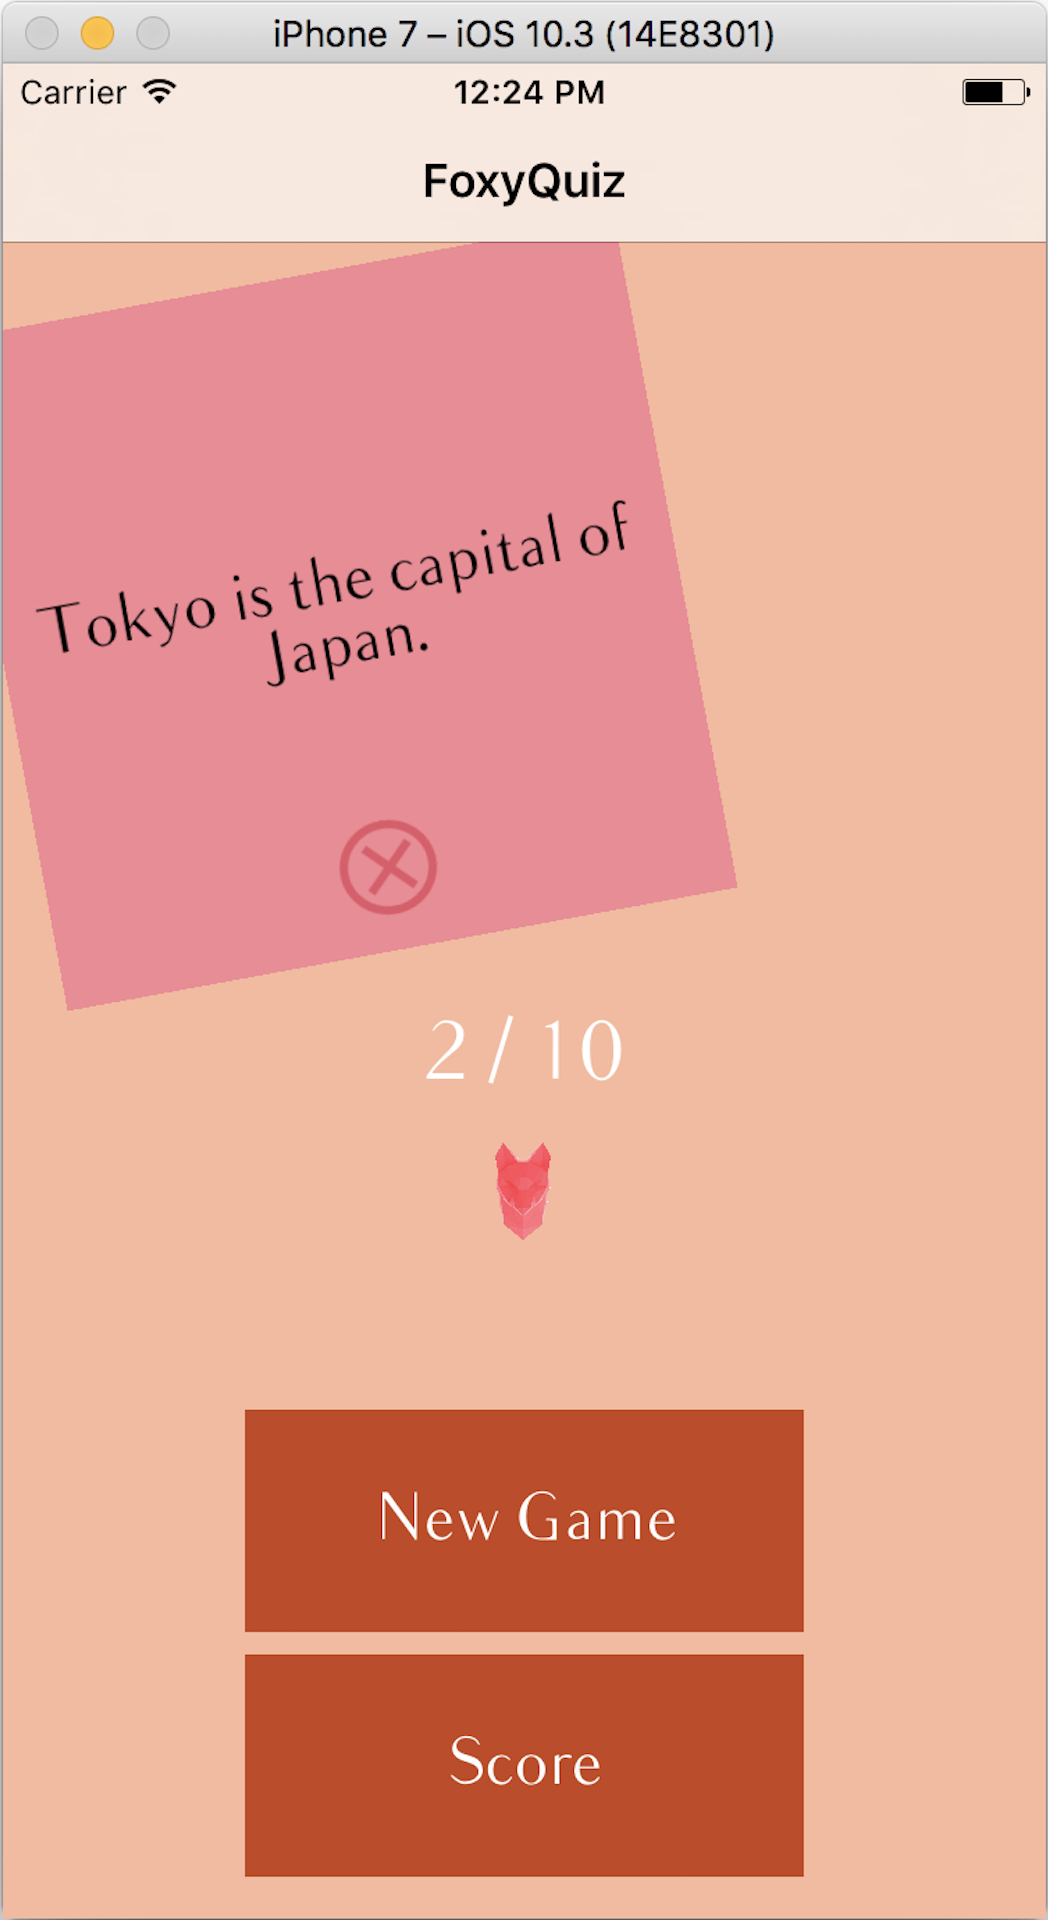 iPhone 7 – iOS 10.3 (14E8301)
Carrier 12:24 PM
FoxyQuiz
Tokyo is the capital of
Japan.
2/10
New Game
Score